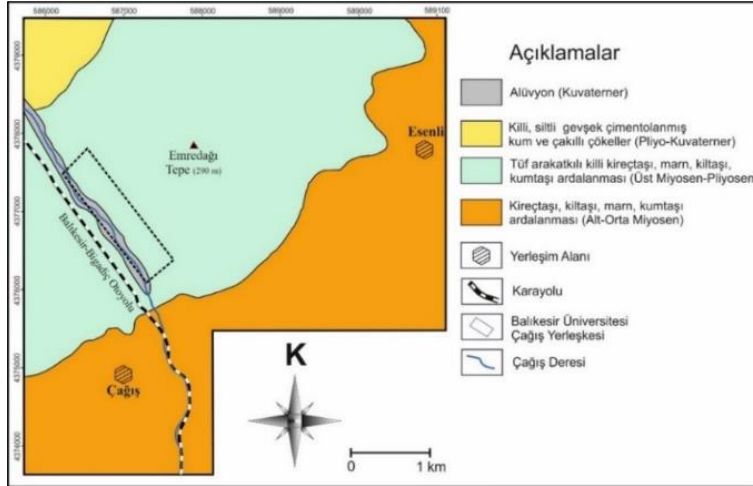 586000
587000
588000
589000
589100
4379000
4378000
4377000
4376000
4375000
4374000
Emredağı
Tepe (290 m)
Esenli
Balıkesir-Bigadiç Otoyolu
Çağış
K
0 1 km
Açıklamalar
Alüvyon (Kuvaterner)
Killi, siltli gevşek çimentolanmış
kum ve çakıllı çökeller (Pliyo-Kuvaterner)
Tüf arakatkılı killi kireçtaşı, marn, kiltaşı,
kumtaşı ardalanması (Üst Miyosen-Pliyosen
Kireçtaşı, kiltaşı, marn, kumtaşı
ardalanması (Alt-Orta Miyosen)
Yerleşim Alanı
Karayolu
Balıkesir Üniversitesi
Çağış Yerleşkesi
Çağış Deresi